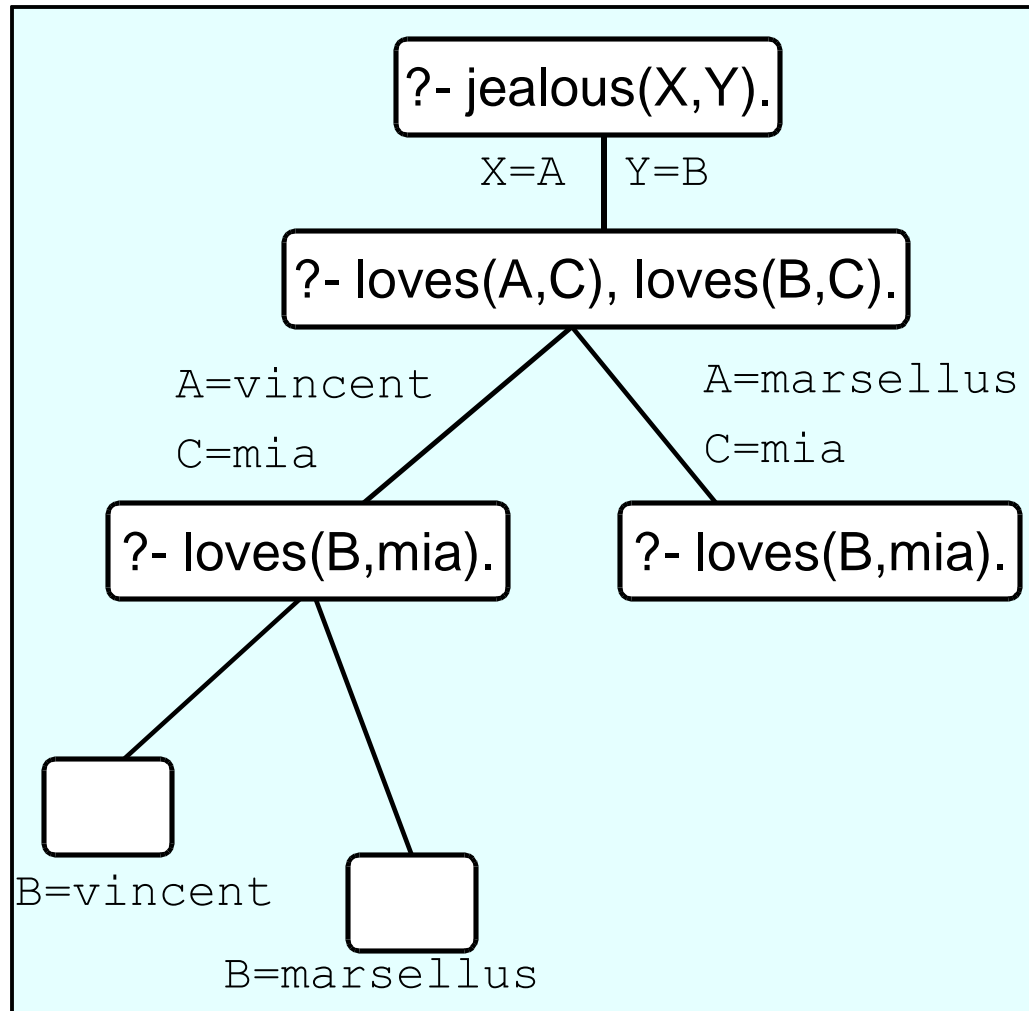 ?- jealous(X,Y).
X=A Y=B
?- loves(A,C), loves(B,C).
A=vincent
C=mia
A=marsellus
C=mia
?- loves(B,mia).
?- loves(B,mia).
B=vincent
B=marsellus